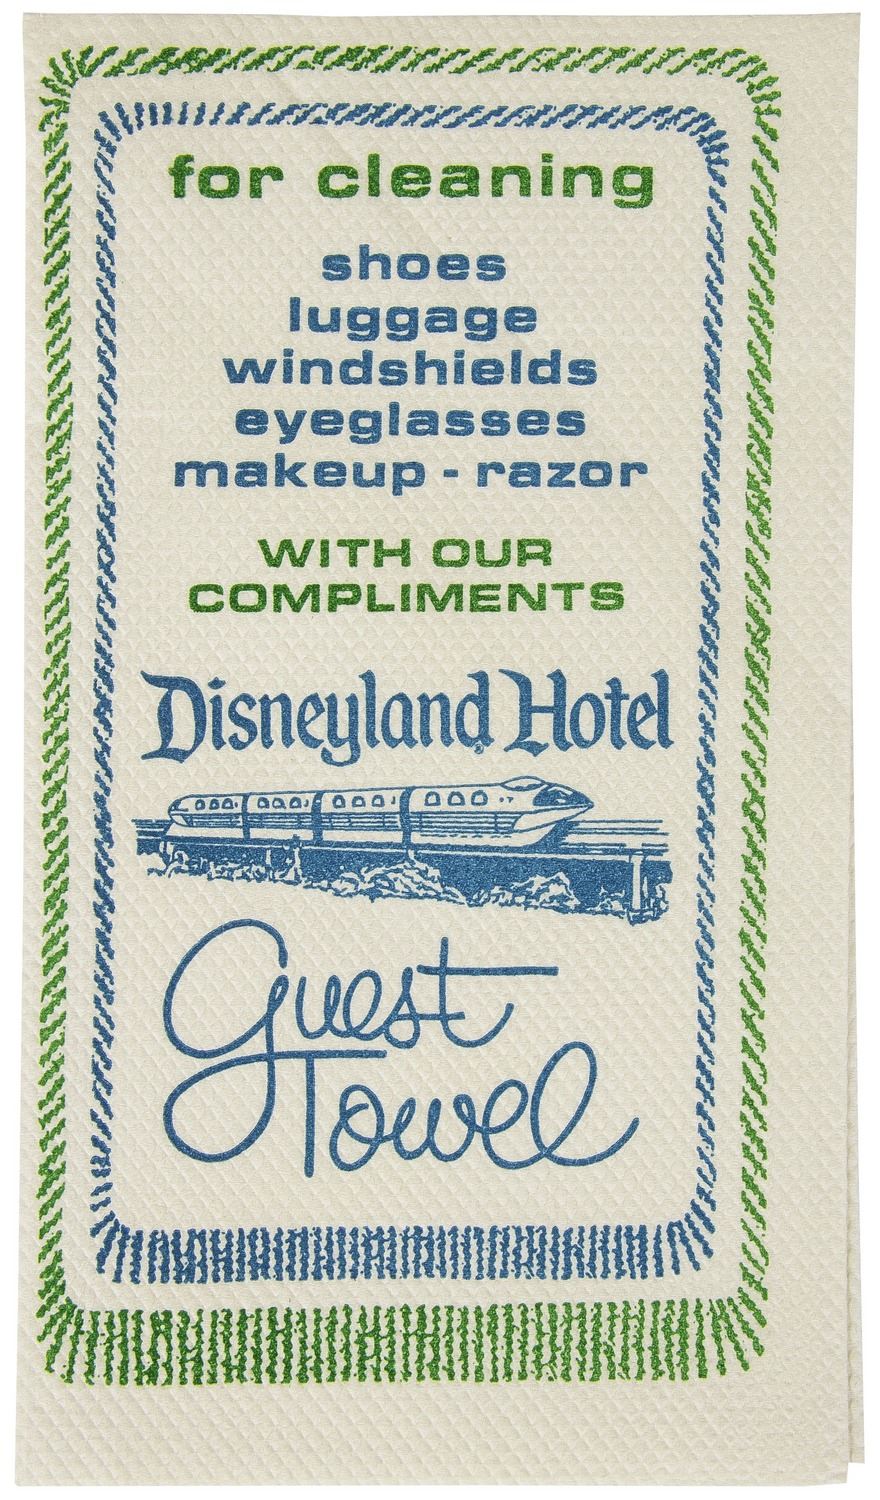 for cleaning
shoes
luggage
windshields
eyeglasses
makeup - razor
WITH OUR
COMPLIMENTS
Disneyland Hotel
guest
Towel